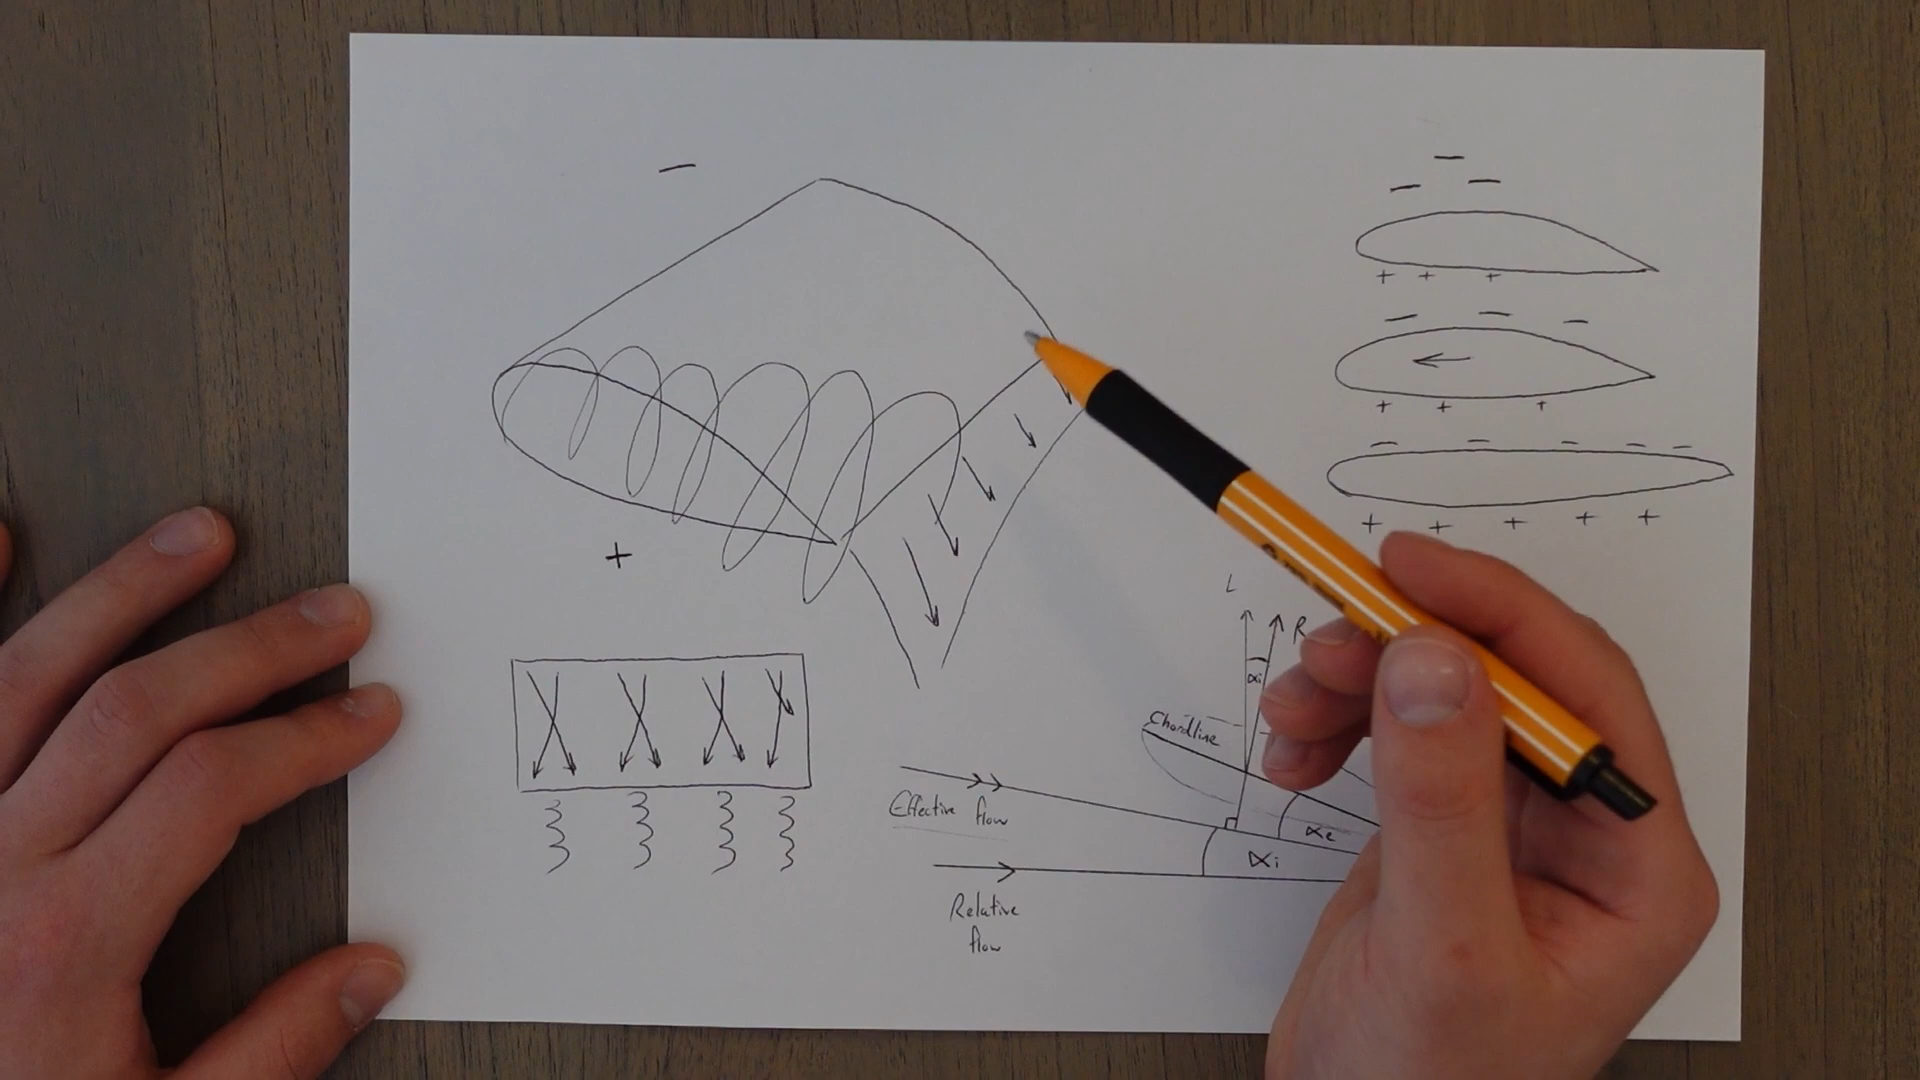 −
+
− − −
+ + +
− − −
+ + +
− − − − −
+ + + + +
L
R
αi
Chordline
Effective flow
αe
αi
Relative
flow